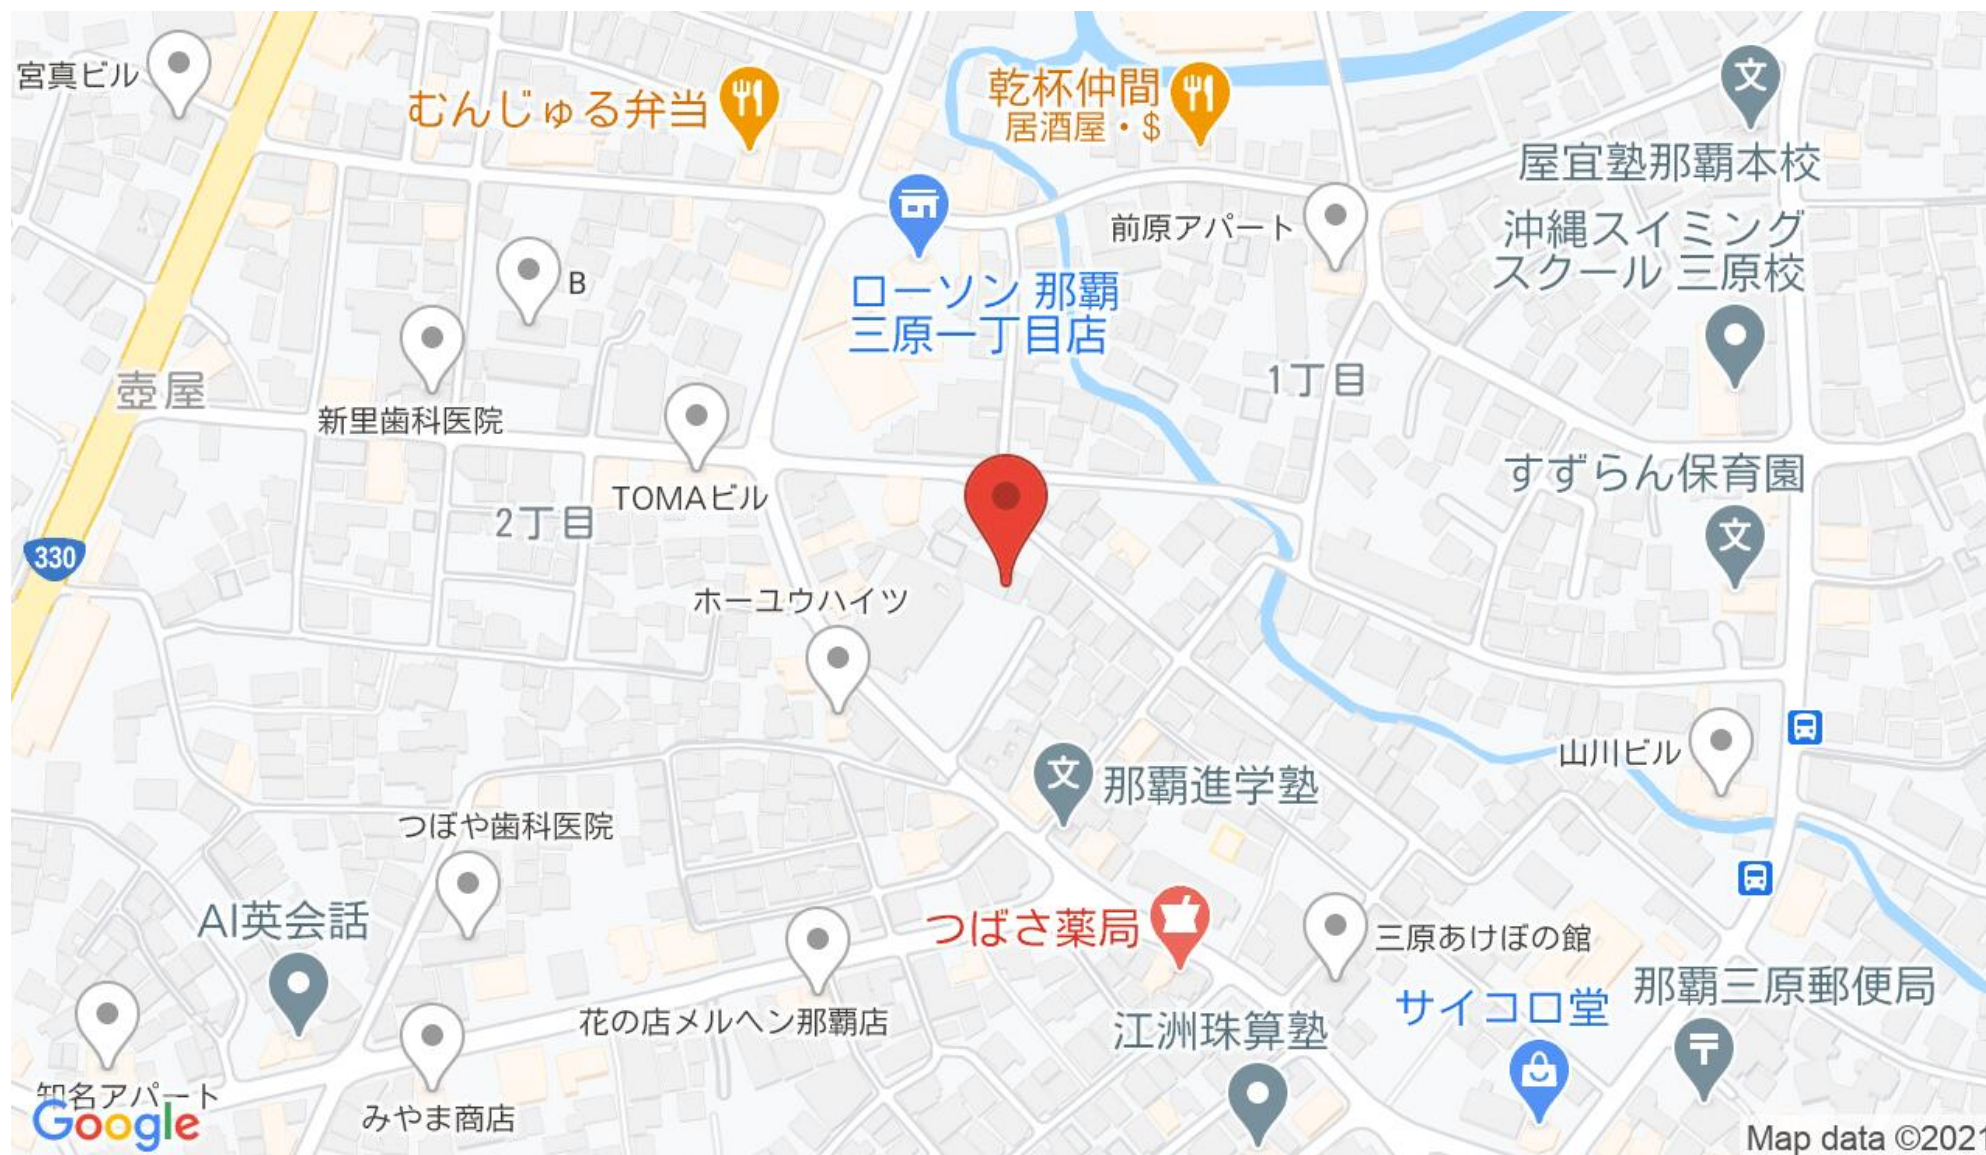 宮真ビル
むんじゅる弁当
乾杯仲間
居酒屋・$
屋宜塾那覇本校
前原アパート
沖縄スイミング
スクール 三原校
B
ローソン 那覇
三原一丁目店
壺屋
新里歯科医院
1丁目
すずらん保育園
TOMAビル
2丁目
330
ホーユウハイツ
山川ビル
那覇進学塾
つぼや歯科医院
AI英会話
つばさ薬局
三原あけぼの館
花の店メルヘン那覇店
サイコロ堂
那覇三原郵便局
江洲珠算塾
知名アパート
みやま商店
Google
Map data ©2021